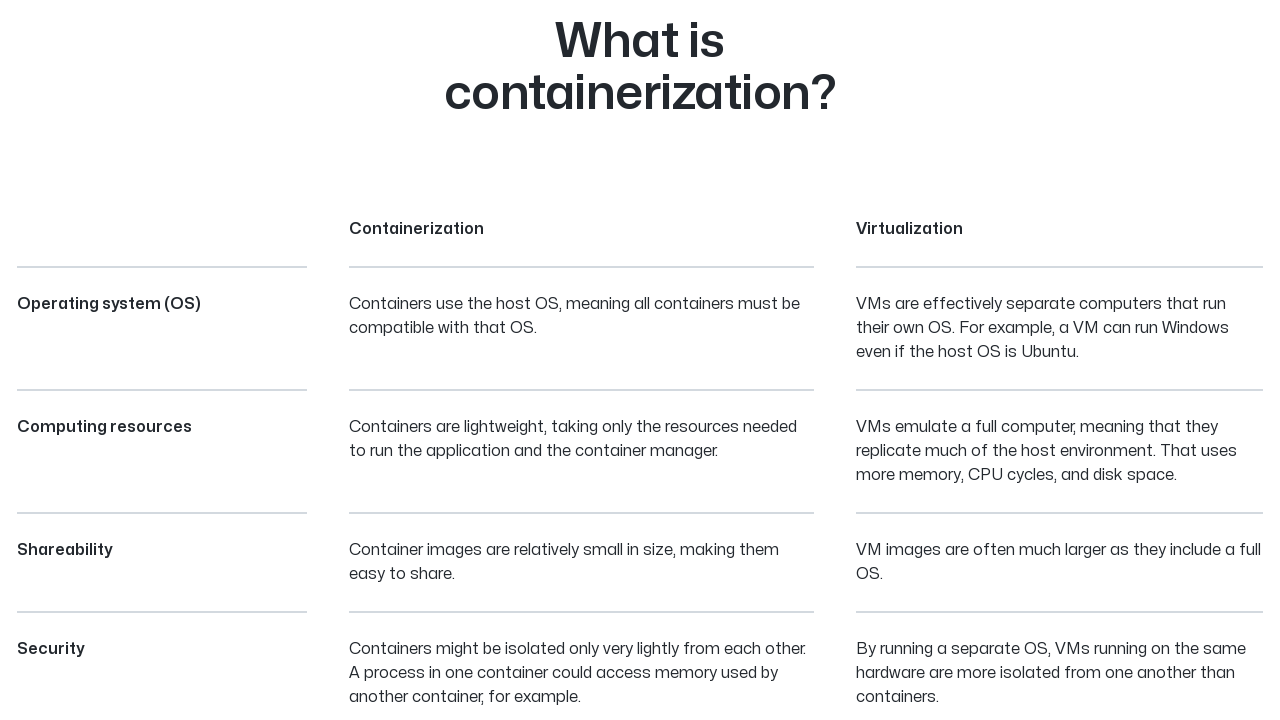 What is
containerization?
Containerization
Virtualization
Operating system (OS)
Containers use the host OS, meaning all containers must be
compatible with that OS.
VMs are effectively separate computers that run
their own OS. For example, a VM can run Windows
even if the host OS is Ubuntu.
Computing resources
Containers are lightweight, taking only the resources needed
to run the application and the container manager.
VMs emulate a full computer, meaning that they
replicate much of the host environment. That uses
more memory, CPU cycles, and disk space.
Shareability
Container images are relatively small in size, making them
easy to share.
VM images are often much larger as they include a full
OS.
Security
Containers might be isolated only very lightly from each other.
A process in one container could access memory used by
another container, for example.
By running a separate OS, VMs running on the same
hardware are more isolated from one another than
containers.